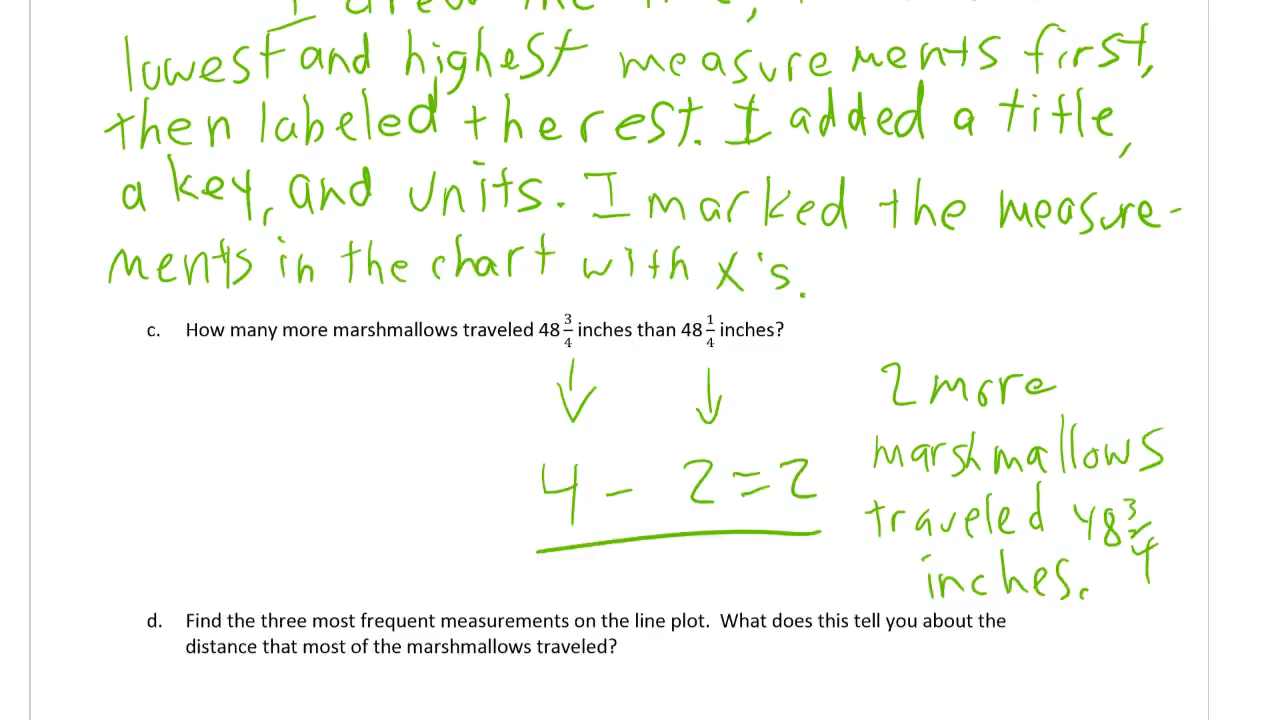 I drew the line,
lowest and highest measurements first,
then labeled the rest. I added a title,
a key, and units. I marked the measure-
ments in the chart with X's.
c. How many more marshmallows traveled 48 3/4 inches than 48 1/4 inches?
4 - 2 = 2
2 more
marshmallows
traveled 48 3/4
inches.
d. Find the three most frequent measurements on the line plot. What does this tell you about the
distance that most of the marshmallows traveled?